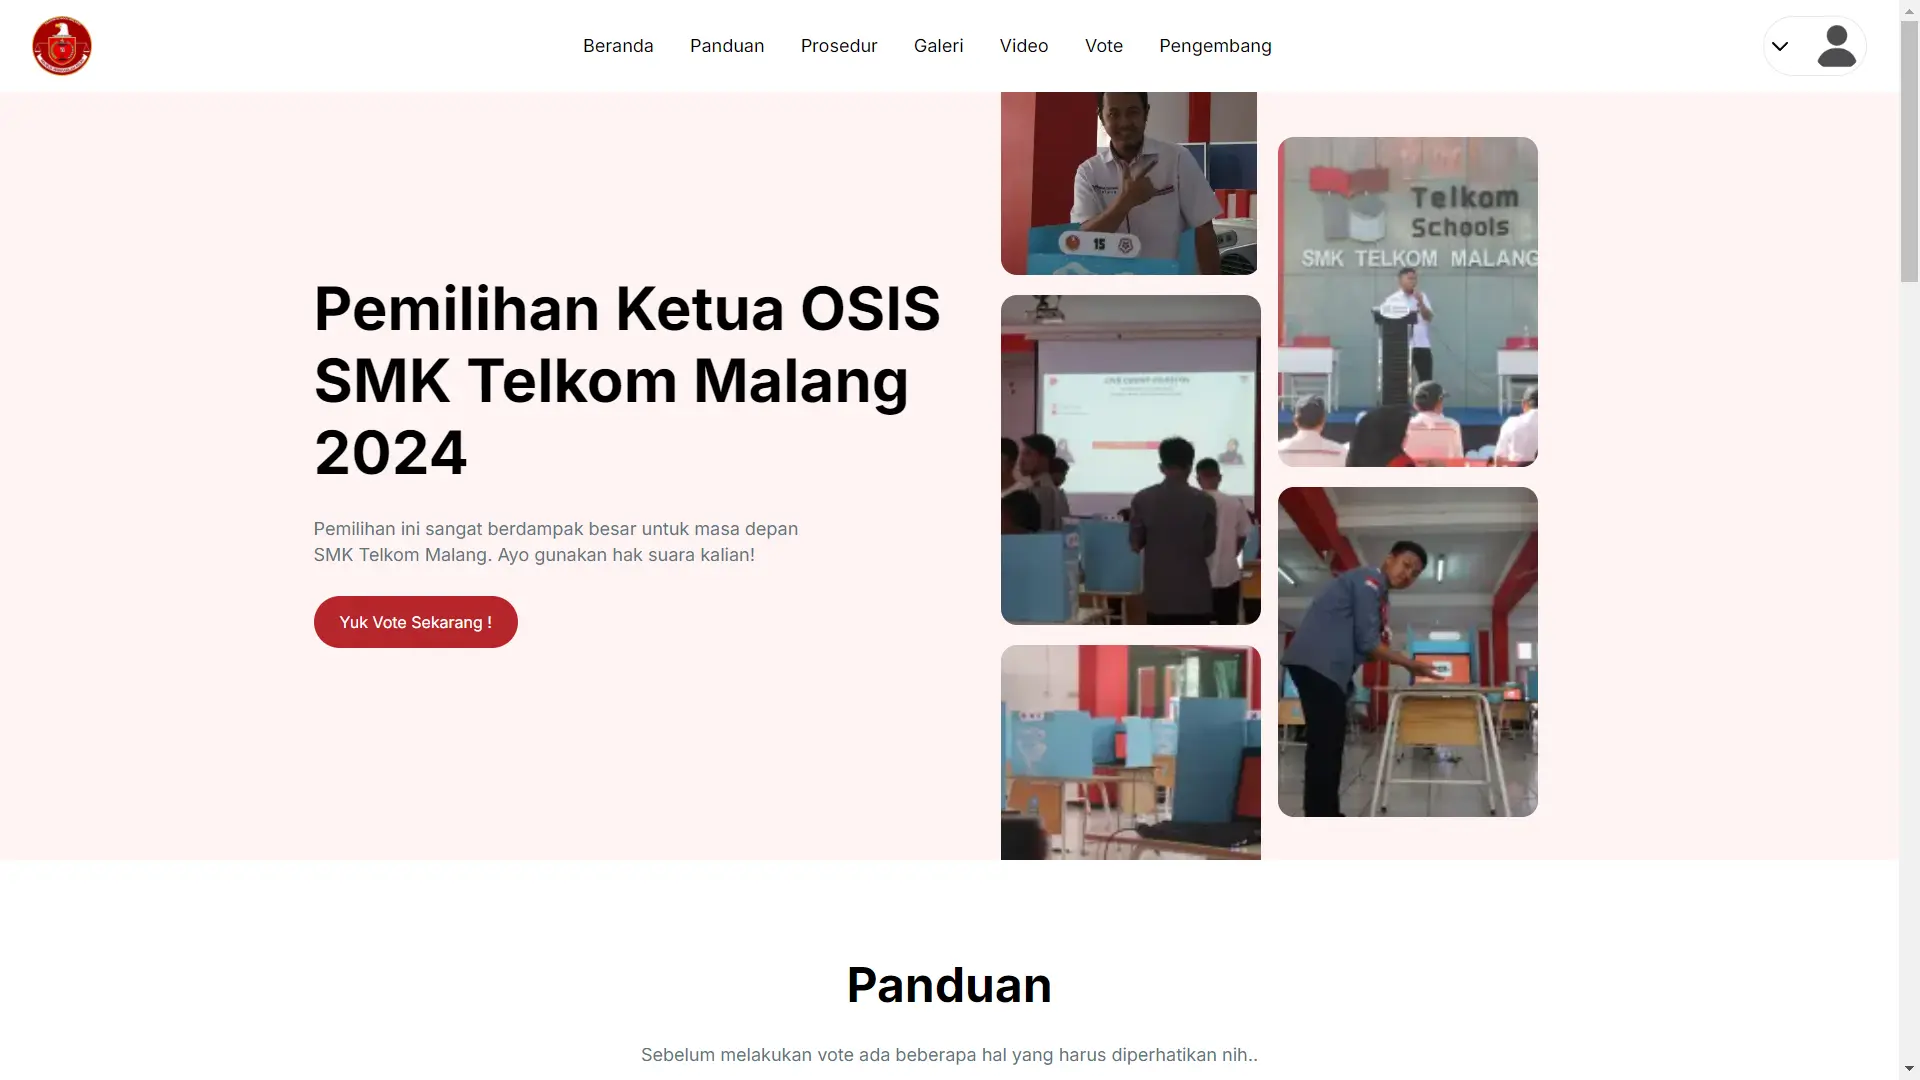 Beranda
Panduan
Prosedur
Galeri
Video
Vote
Pengembang
Pemilihan Ketua OSIS
SMK Telkom Malang
2024
Pemilihan ini sangat berdampak besar untuk masa depan
SMK Telkom Malang. Ayo gunakan hak suara kalian!
Yuk Vote Sekarang !
15
Telkom
Schools
SMK TELKOM MALANG
Panduan
Sebelum melakukan vote ada beberapa hal yang harus diperhatikan nih..